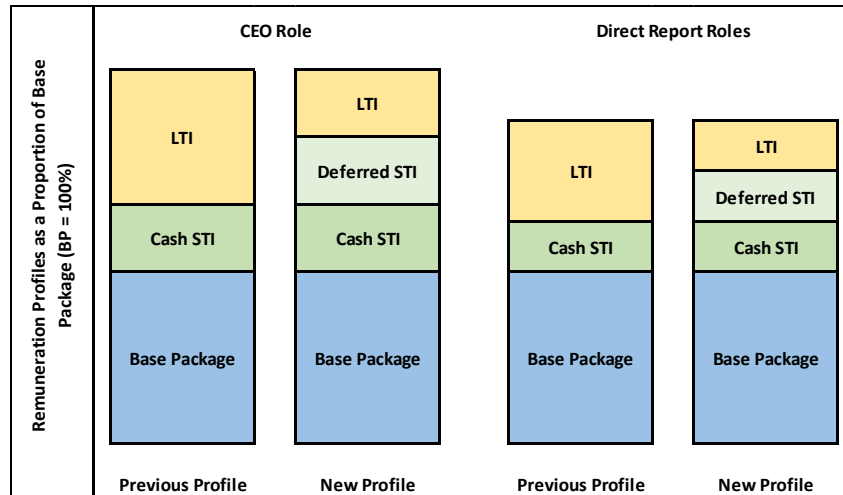 Remuneration Profiles as a Proportion of Base
Package (BP = 100%)
CEO Role
Direct Report Roles
LTI
Cash STI
Base Package
Previous Profile
LTI
Deferred STI
Cash STI
Base Package
New Profile
LTI
Cash STI
Base Package
Previous Profile
LTI
Deferred STI
Cash STI
Base Package
New Profile